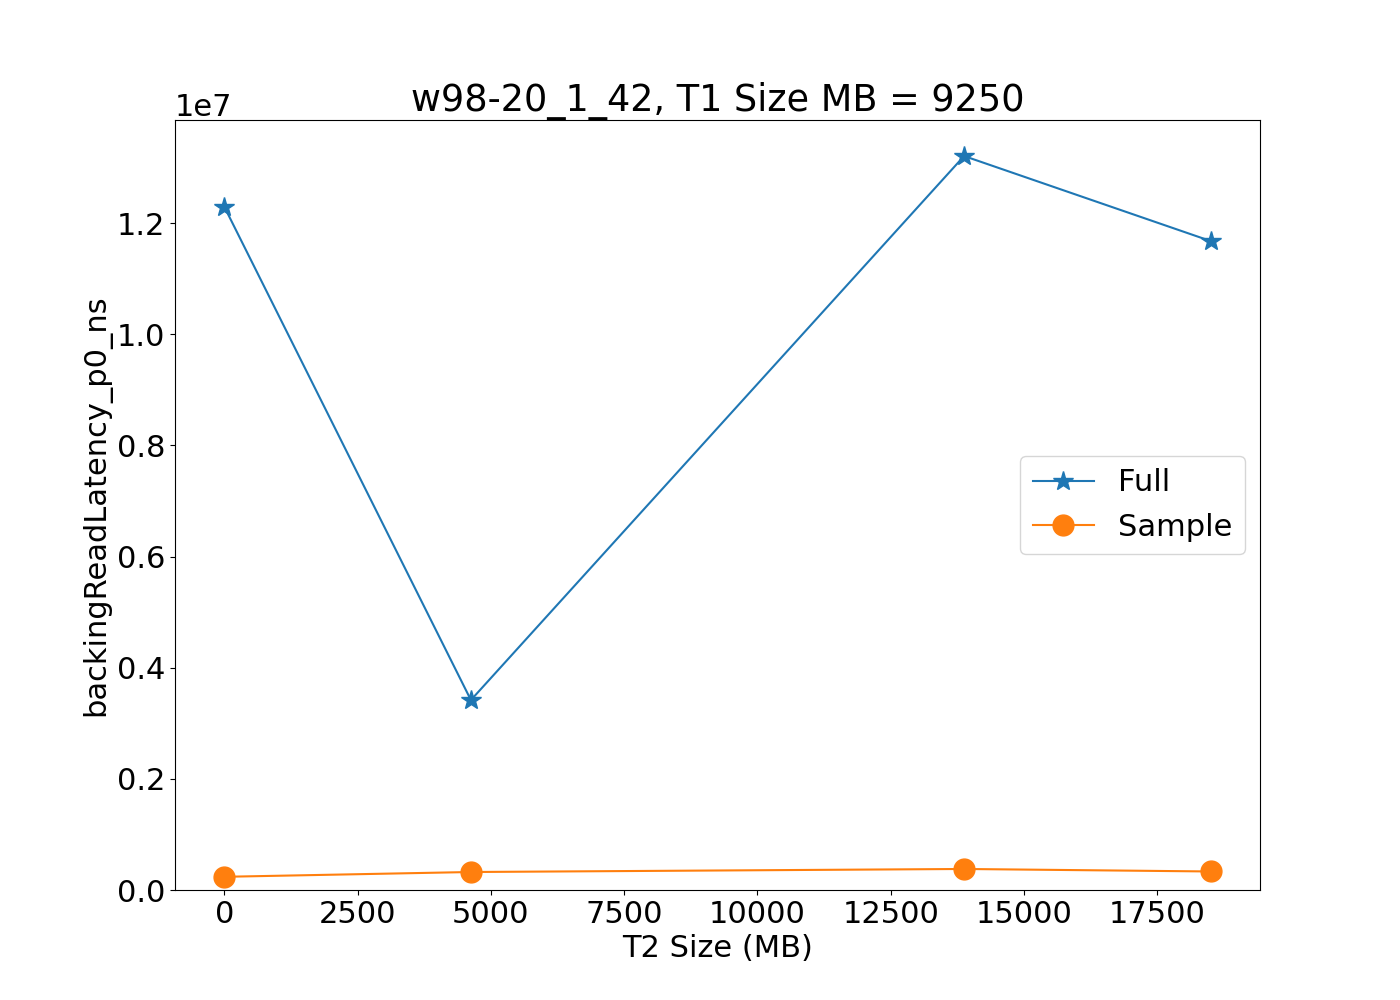 w98-20_1_42, T1 Size MB = 9250
1e7
1.2
1.0
0.8
0.6
0.4
0.2
0.0
backingReadLatency_p0_ns
Full
Sample
0 2500 5000 7500 10000 12500 15000 17500
T2 Size (MB)